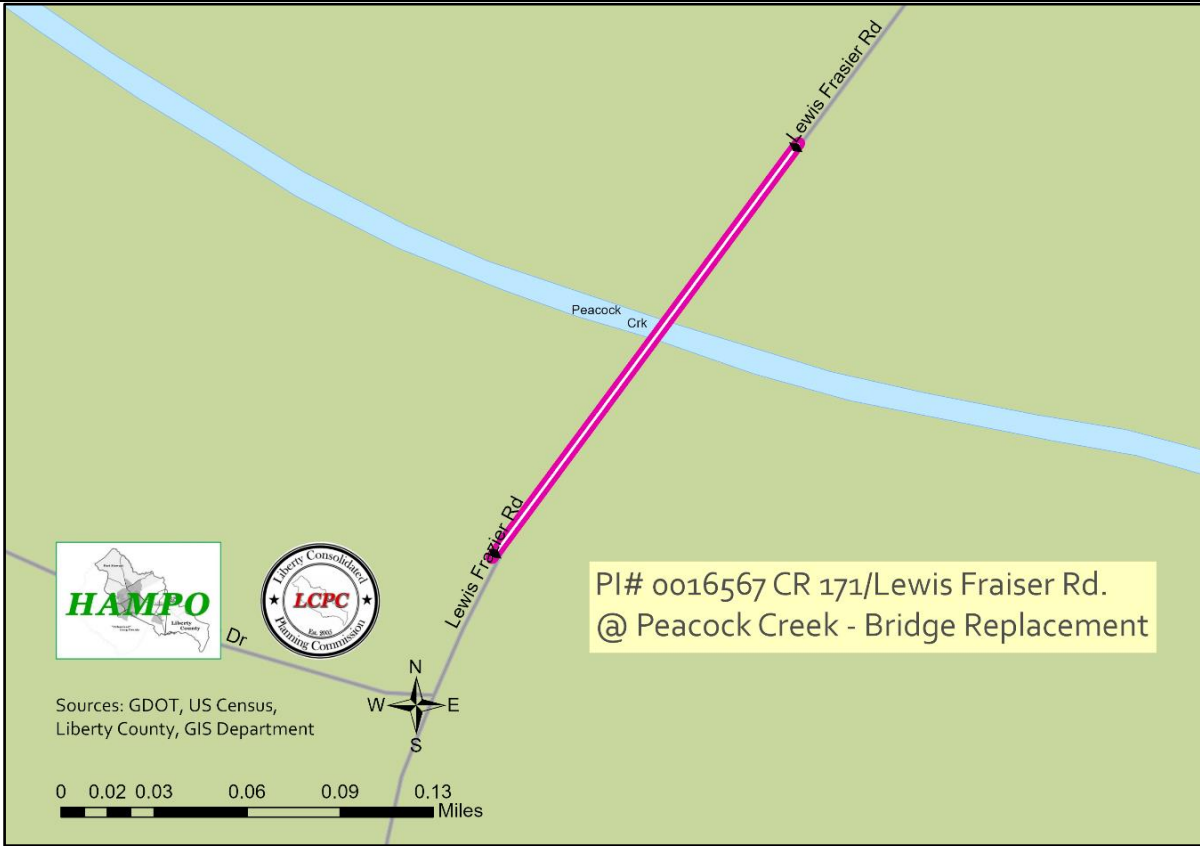 Lewis Frasier Rd
Peacock
Crk
Lewis Frazier Rd
HAMPO
Liberty
County
Liberty Consolidated
LCPC
Est. 2003
Planning Commission
PI# 0016567 CR 171/Lewis Fraiser Rd.
@ Peacock Creek - Bridge Replacement
Dr
N
W E
S
Sources: GDOT, US Census,
Liberty County, GIS Department
0 0.02 0.03 0.06 0.09 0.13
Miles